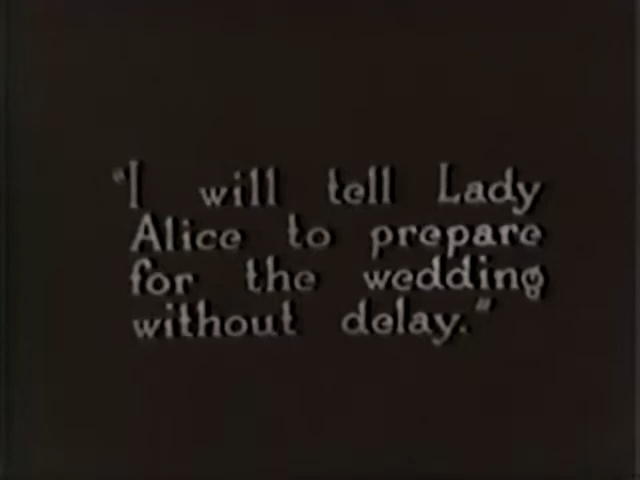 "I will tell Lady
Alice to prepare
for the wedding
without delay."